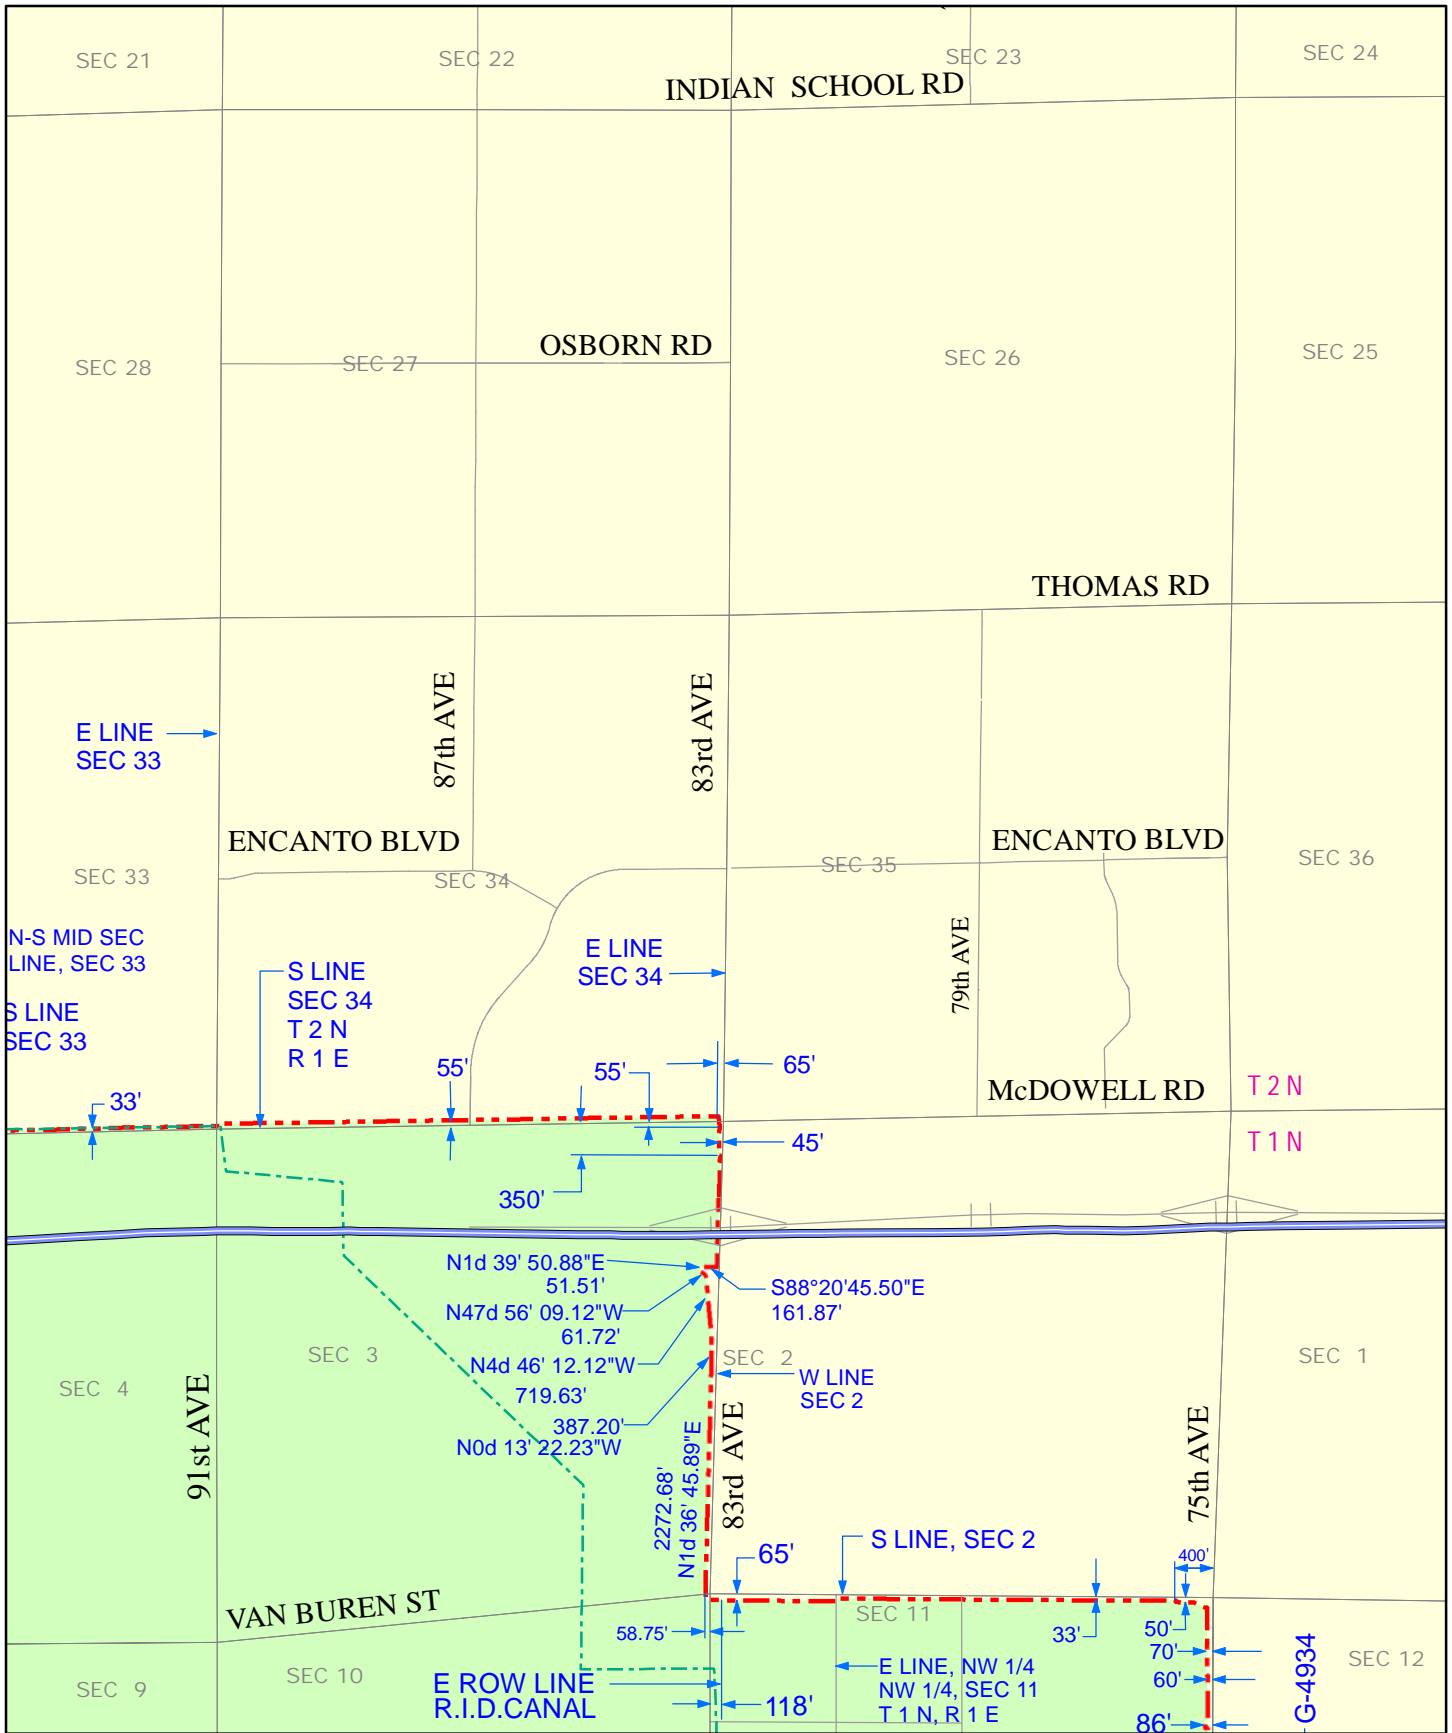 SEC 21
SEC 22
SEC 23
SEC 24
INDIAN SCHOOL RD
OSBORN RD
SEC 28
SEC 27
SEC 26
SEC 25
THOMAS RD
87th AVE
83rd AVE
E LINE
SEC 33
ENCANTO BLVD
ENCANTO BLVD
SEC 33
SEC 34
SEC 35
SEC 36
N-S MID SEC
LINE, SEC 33
S LINE
SEC 33
S LINE
SEC 34
T 2 N
R 1 E
E LINE
SEC 34
79th AVE
55'
55'
65'
McDOWELL RD
T 2 N
33'
45'
T 1 N
350'
N1d 39' 50.88"E
51.51'
S88°20'45.50"E
161.87'
N47d 56' 09.12"W
61.72'
N4d 46' 12.12"W
719.63'
387.20'
N0d 13' 22.23"W
SEC 3
SEC 2
SEC 1
SEC 4
W LINE
SEC 2
91st AVE
2272.68'
N1d 36' 45.89"E
83rd AVE
75th AVE
65'
S LINE, SEC 2
400'
VAN BUREN ST
SEC 11
58.75'
33'
50'
70'
60'
SEC 10
SEC 9
SEC 12
E ROW LINE
R.I.D.CANAL
118'
E LINE, NW 1/4
NW 1/4, SEC 11
T 1 N, R 1 E
86'
G-4934